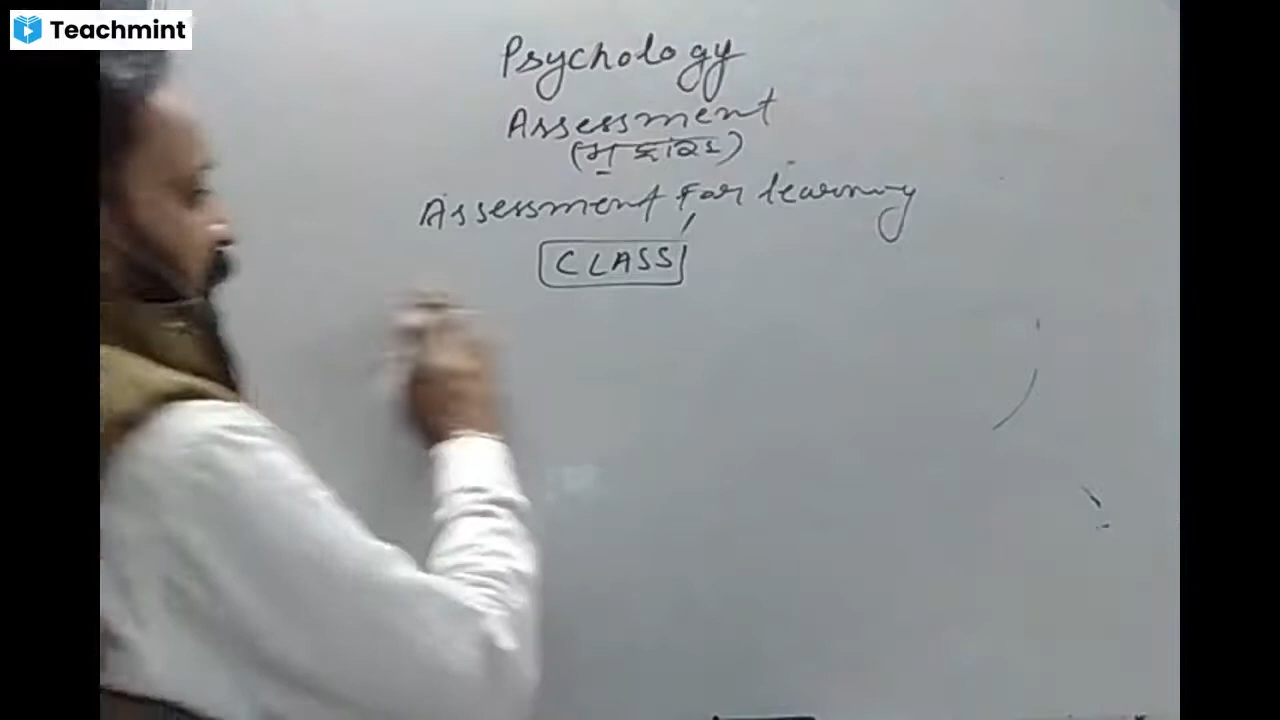 Teachmint
Psychology
Assessment
Assessment for learning
CLASS